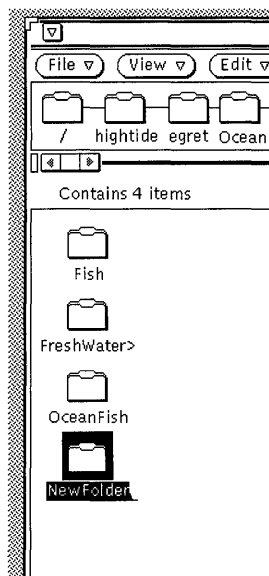 File View Edit
/ hightide egret Ocean
Contains 4 items
Fish
FreshWater>
OceanFish
NewFolder